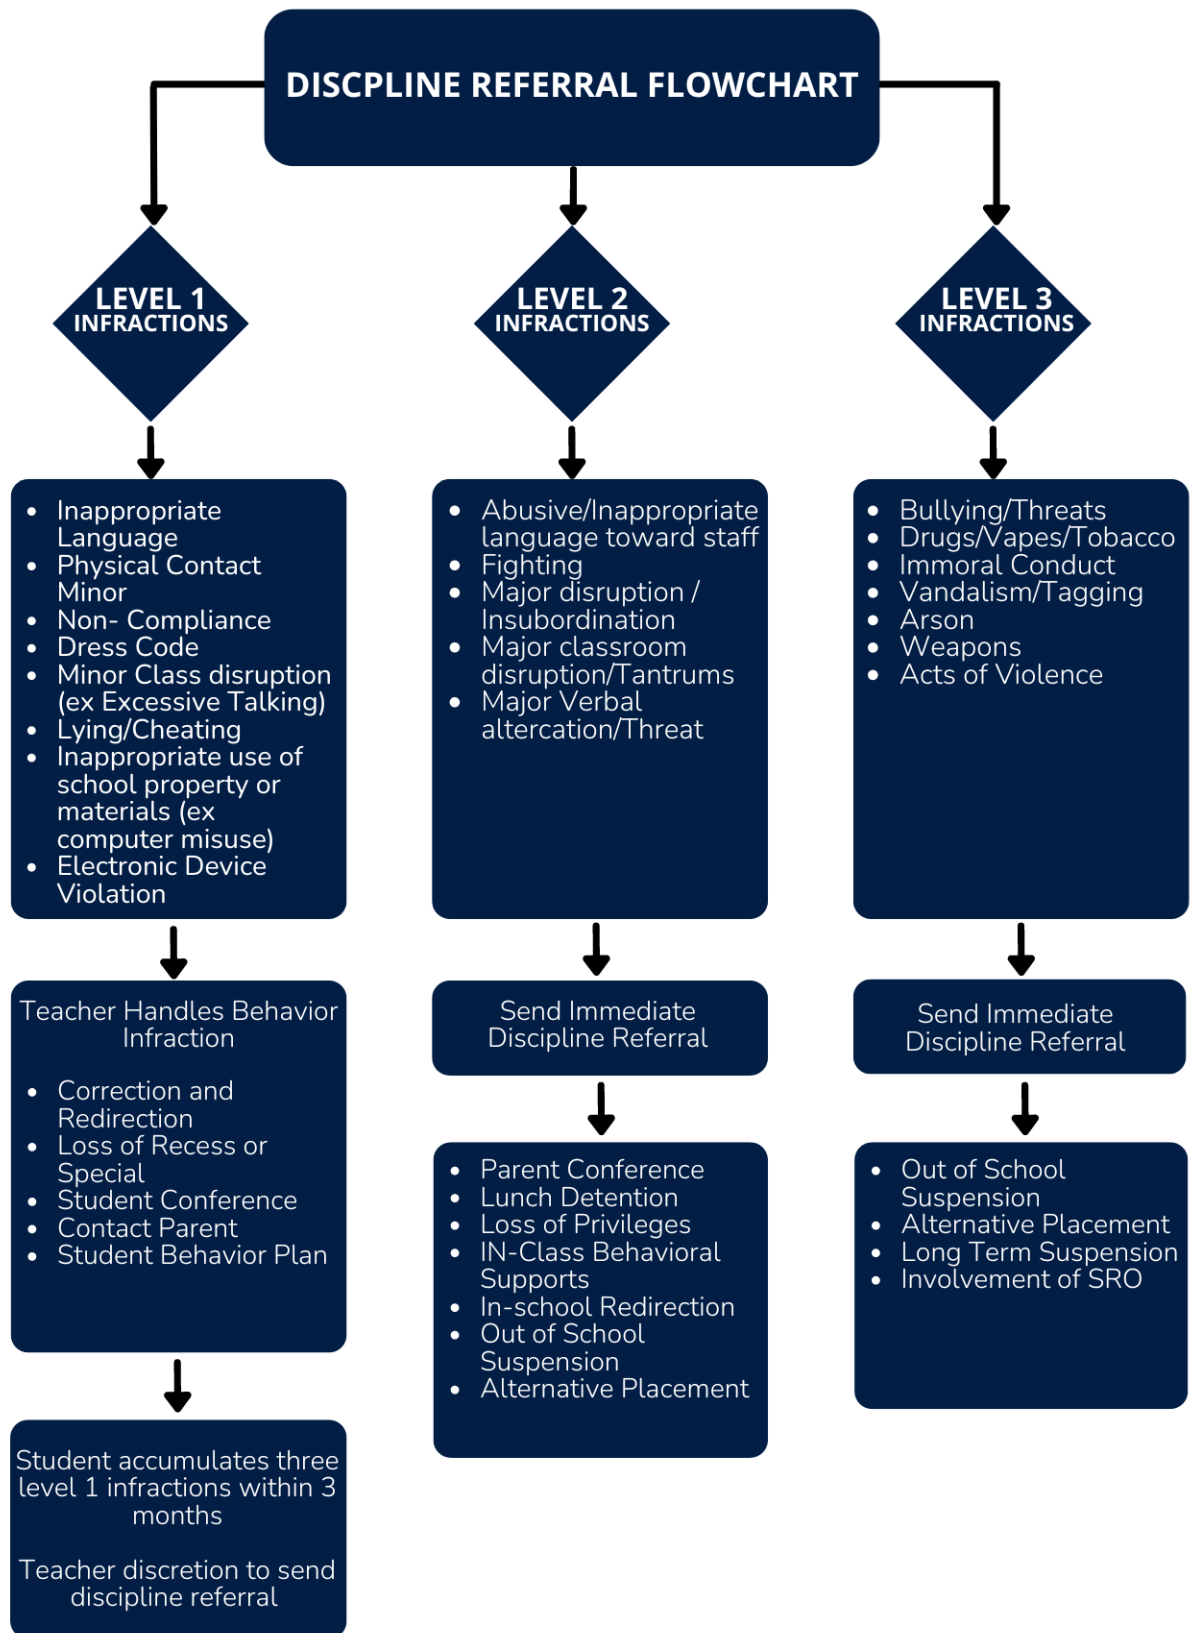 DISCPLINE REFERRAL FLOWCHART
LEVEL 1
INFRACTIONS
LEVEL 2
INFRACTIONS
LEVEL 3
INFRACTIONS
• Inappropriate
Language
• Physical Contact
Minor
• Non- Compliance
• Dress Code
• Minor Class disruption
(ex Excessive Talking)
• Lying/Cheating
• Inappropriate use of
school property or
materials (ex
computer misuse)
• Electronic Device
Violation
• Abusive/Inappropriate
language toward staff
• Fighting
• Major disruption /
Insubordination
• Major classroom
disruption/Tantrums
• Major Verbal
altercation/Threat
• Bullying/Threats
• Drugs/Vapes/Tobacco
• Immoral Conduct
• Vandalism/Tagging
• Arson
• Weapons
• Acts of Violence
Teacher Handles Behavior
Infraction
• Correction and
Redirection
• Loss of Recess or
Special
• Student Conference
• Contact Parent
• Student Behavior Plan
Send Immediate
Discipline Referral
Send Immediate
Discipline Referral
• Parent Conference
• Lunch Detention
• Loss of Privileges
• IN-Class Behavioral
Supports
• In-school Redirection
• Out of School
Suspension
• Alternative Placement
• Out of School
Suspension
• Alternative Placement
• Long Term Suspension
• Involvement of SRO
Student accumulates three
level 1 infractions within 3
months
Teacher discretion to send
discipline referral